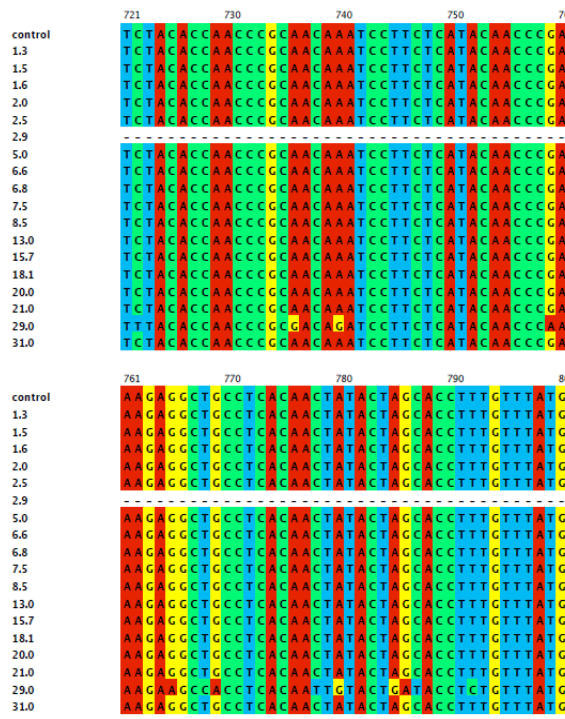 721 730 740 750
control TCTACACCAACCCGCAACAAATCCTTCTCATACAACCCGA
1.3 TCTACACCAACCCGCAACAAATCCTTCTCATACAACCCGA
1.5 TCTACACCAACCCGCAACAAATCCTTCTCATACAACCCGA
1.6 TCTACACCAACCCGCAACAAATCCTTCTCATACAACCCGA
2.0 TCTACACCAACCCGCAACAAATCCTTCTCATACAACCCGA
2.5 TCTACACCAACCCGCAACAAATCCTTCTCATACAACCCGA
2.9 ----------------------------------------
5.0 TCTACACCAACCCGCAACAAATCCTTCTCATACAACCCGA
6.6 TCTACACCAACCCGCAACAAATCCTTCTCATACAACCCGA
6.8 TCTACACCAACCCGCAACAAATCCTTCTCATACAACCCGA
7.5 TCTACACCAACCCGCAACAAATCCTTCTCATACAACCCGA
8.5 TCTACACCAACCCGCAACAAATCCTTCTCATACAACCCGA
13.0 TCTACACCAACCCGCAACAAATCCTTCTCATACAACCCGA
15.7 TCTACACCAACCCGCAACAAATCCTTCTCATACAACCCGA
18.1 TCTACACCAACCCGCAACAAATCCTTCTCATACAACCCGA
20.0 TCTACACCAACCCGCAACAAATCCTTCTCATACAACCCGA
21.0 TCTACACCAACCCGCAACAAATCCTTCTCATACAACCCGA
29.0 TTTACACCAACCCGCGACAGATCCTTCTCATACAACCCAA
31.0 TCTACACCAACCCGCAACAAATCCTTCTCATACAACCCGA
761 770 780 790
control AAGAGGCTGCCTCACAACTATACTAGCACCTTTGTTTATG
1.3 AAGAGGCTGCCTCACAACTATACTAGCACCTTTGTTTATG
1.5 AAGAGGCTGCCTCACAACTATACTAGCACCTTTGTTTATG
1.6 AAGAGGCTGCCTCACAACTATACTAGCACCTTTGTTTATG
2.0 AAGAGGCTGCCTCACAACTATACTAGCACCTTTGTTTATG
2.5 AAGAGGCTGCCTCACAACTATACTAGCACCTTTGTTTATG
2.9 ----------------------------------------
5.0 AAGAGGCTGCCTCACAACTATACTAGCACCTTTGTTTATG
6.6 AAGAGGCTGCCTCACAACTATACTAGCACCTTTGTTTATG
6.8 AAGAGGCTGCCTCACAACTATACTAGCACCTTTGTTTATG
7.5 AAGAGGCTGCCTCACAACTATACTAGCACCTTTGTTTATG
8.5 AAGAGGCTGCCTCACAACTATACTAGCACCTTTGTTTATG
13.0 AAGAGGCTGCCTCACAACTATACTAGCACCTTTGTTTATG
15.7 AAGAGGCTGCCTCACAACTATACTAGCACCTTTGTTTATG
18.1 AAGAGGCTGCCTCACAACTATACTAGCACCTTTGTTTATG
20.0 AAGAGGCTGCCTCACAACTATACTAGCACCTTTGTTTATG
21.0 AAGAGGCTGCCTCACAACTATACTAGCACCTTTGTTTATG
29.0 AAGAAGCCACCTCACAATTGTACTGATACCTCTGTTTATG
31.0 AAGAGGCTGCCTCACAACTATACTAGCACCTTTGTTTATG